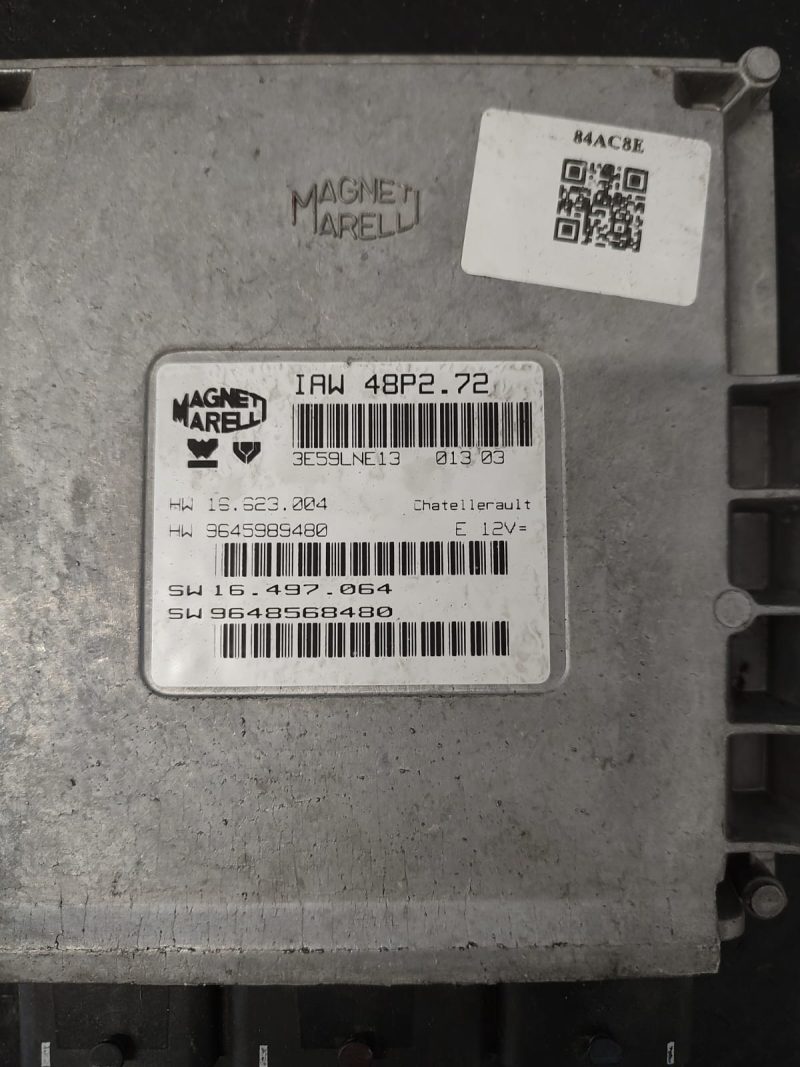 84AC8E
MAGNETI
MARELLI
MAGNETI
MARELLI
IAW 48P2.72
3E59LNE13 013 03
HW 16.623.004 Chatellerault
HW 9645989480 E 12V=
SW 16.497.064
SW 9648568480